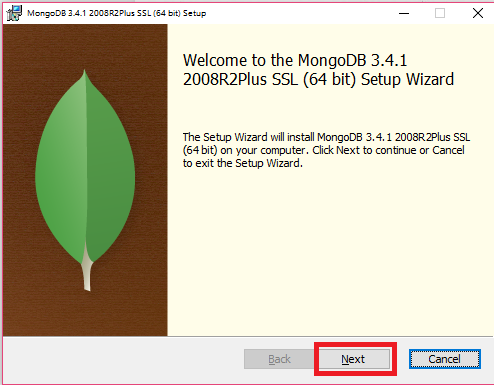 MongoDB 3.4.1 2008R2Plus SSL (64 bit) Setup
Welcome to the MongoDB 3.4.1
2008R2Plus SSL (64 bit) Setup Wizard
The Setup Wizard will install MongoDB 3.4.1 2008R2Plus SSL
(64 bit) on your computer. Click Next to continue or Cancel
to exit the Setup Wizard.
Back Next Cancel